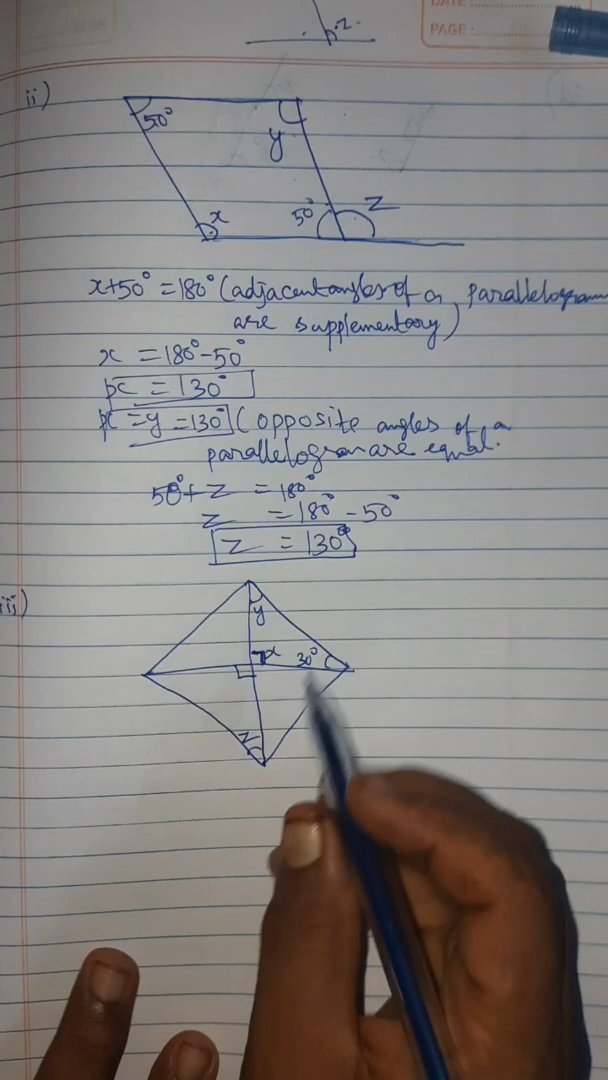 DATE:
PAGE:
z
ii)
50°
y
x
50°
z
x+50° = 180° (adjacent angles of a parallelogram
are supplementary)
x = 180° - 50°
x = 130°
x = y = 130° (opposite angles of a
parallelogram are equal.
50° + z = 180°
z = 180° - 50°
z = 130°
iii)
y
x
30°
z